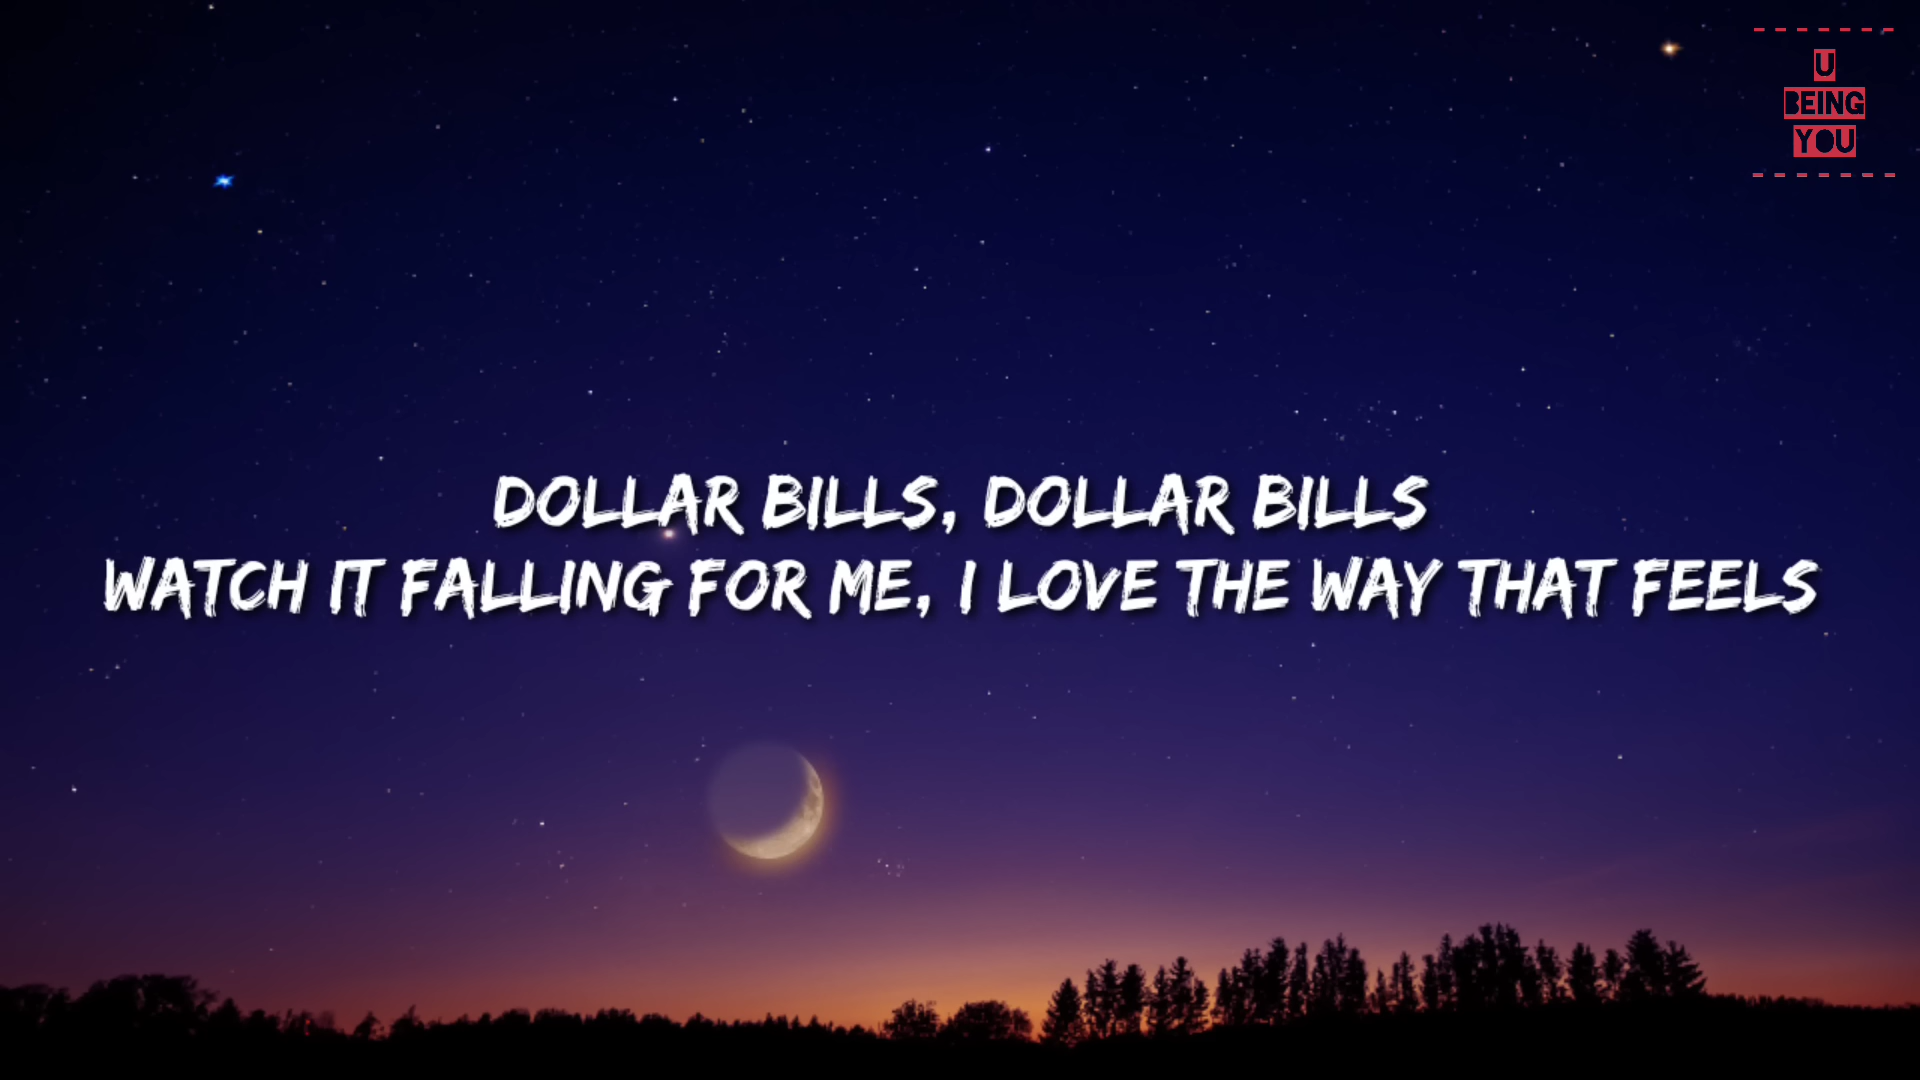 U
BEING
YOU
DOLLAR BILLS, DOLLAR BILLS
WATCH IT FALLING FOR ME, I LOVE THE WAY THAT FEELS